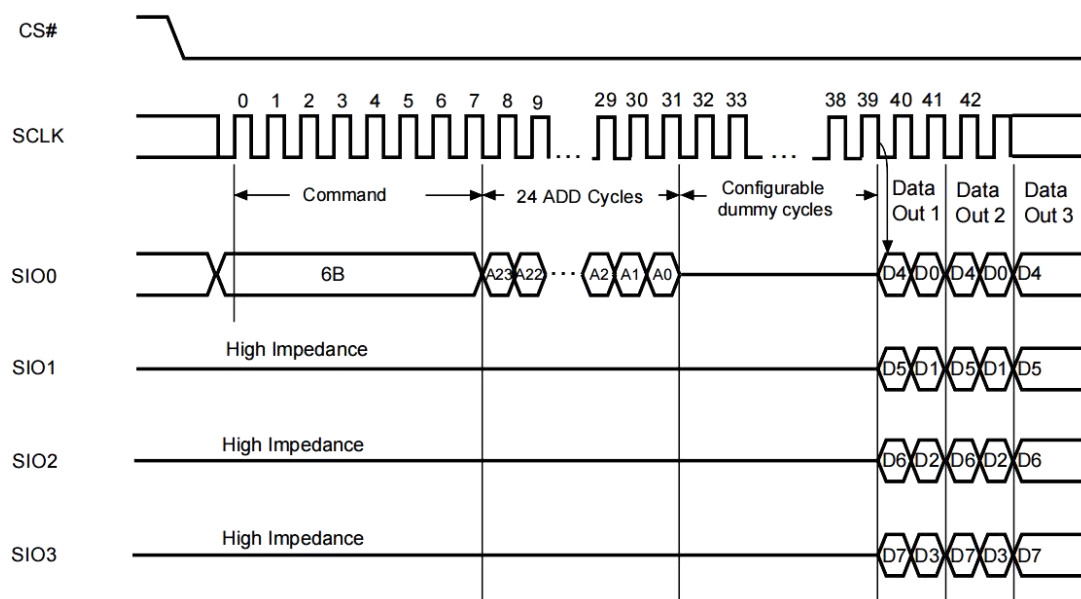 CS#
0 1 2 3 4 5 6 7 8 9 29 30 31 32 33 38 39 40 41 42
SCLK
... ...
Command 24 ADD Cycles Configurable dummy cycles Data Out 1 Data Out 2 Data Out 3
SIO0 6B A23 A22 ... A2 A1 A0 D4 D0 D4 D0 D4
High Impedance
SIO1 D5 D1 D5 D1 D5
High Impedance
SIO2 D6 D2 D6 D2 D6
High Impedance
SIO3 D7 D3 D7 D3 D7